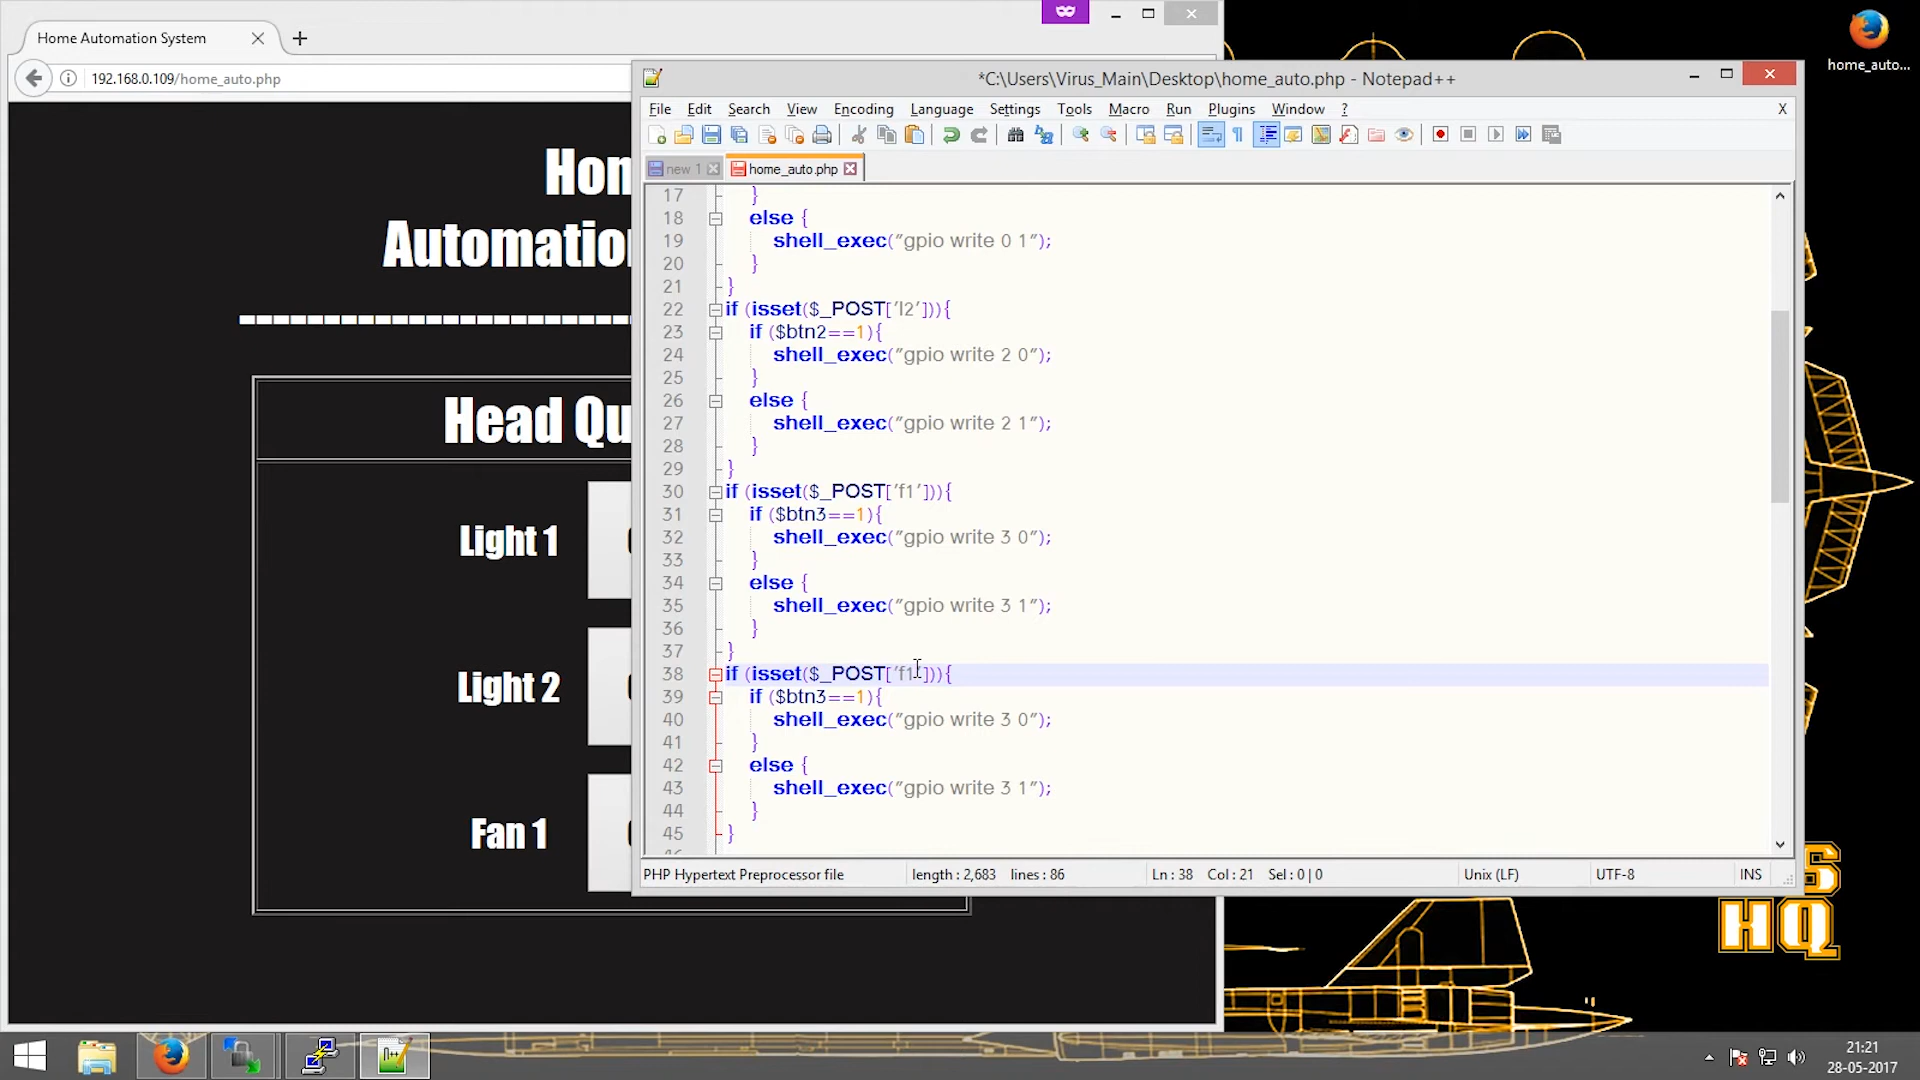 Home Automation System
192.168.0.109/home_auto.php
Hom
Automation
Head Qu
Light 1
Light 2
Fan 1
*C:\Users\Virus_Main\Desktop\home_auto.php - Notepad++
File Edit Search View Encoding Language Settings Tools Macro Run Plugins Window ? X
new 1 home_auto.php
17 }
18 else {
19 shell_exec("gpio write 0 1");
20 }
21 }
22 if (isset($_POST['l2'])){
23 if ($btn2==1){
24 shell_exec("gpio write 2 0");
25 }
26 else {
27 shell_exec("gpio write 2 1");
28 }
29 }
30 if (isset($_POST['f1'])){
31 if ($btn3==1){
32 shell_exec("gpio write 3 0");
33 }
34 else {
35 shell_exec("gpio write 3 1");
36 }
37 }
38 if (isset($_POST['f1'])){
39 if ($btn3==1){
40 shell_exec("gpio write 3 0");
41 }
42 else {
43 shell_exec("gpio write 3 1");
44 }
45 }
PHP Hypertext Preprocessor file length : 2,683 lines : 86 Ln : 38 Col : 21 Sel : 0 | 0 Unix (LF) UTF-8 INS
home_auto...
HQ
21:21
28-05-2017